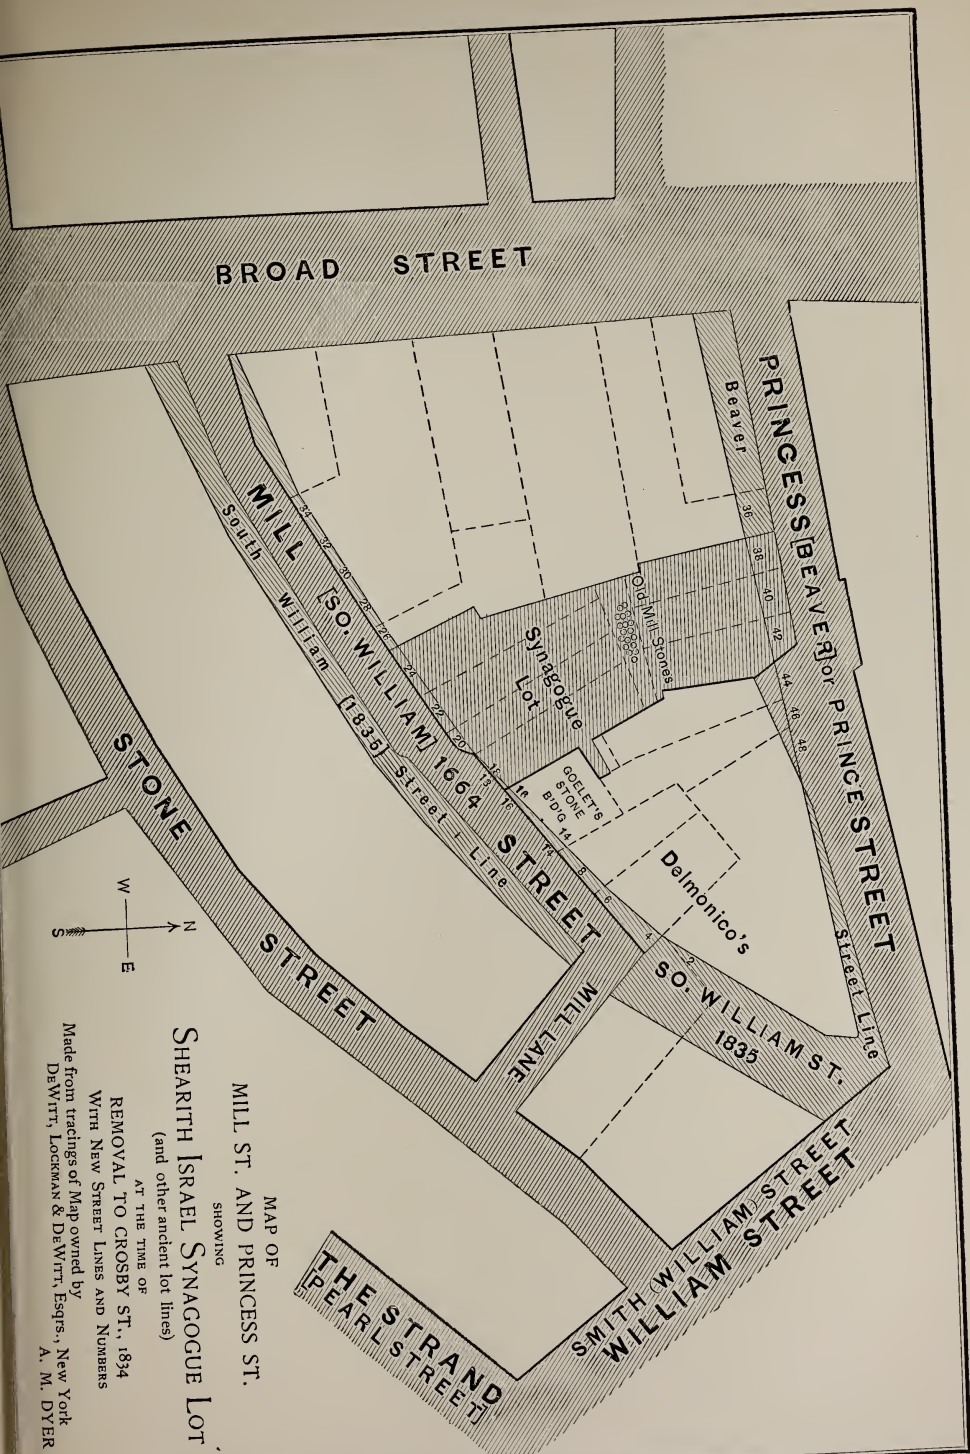 MAP OF
MILL ST. AND PRINCESS ST.
SHOWING
SHEARITH ISRAEL SYNAGOGUE LOT
(and other ancient lot lines)
AT THE TIME OF
REMOVAL TO CROSBY ST., 1834
WITH NEW STREET LINES AND NUMBERS
Made from tracings of Map owned by
DEWITT, LOCKMAN & DEWITT, Esqrs., New York
A. M. DYER
BROAD STREET
PRINCESS [BEAVER] or PRINCE STREET
Beaver
Street Line
36
38
40
42
44
46
48
MILL [SO. WILLIAM] 1664 STREET
South William [1835] Street Line
34
32
30
28
26
24
22
20
18
13
16
16
14
14
8
6
4
2
Old Mill Stones
Synagogue
Lot
GOELET'S
STONE
B'D'G
Delmonico's
SO. WILLIAM ST.
1835
MILL LANE
STONE STREET
W
N
S
E
SMITH (WILLIAM) STREET
WILLIAM STREET
THE STRAND
[PEARL STREET]